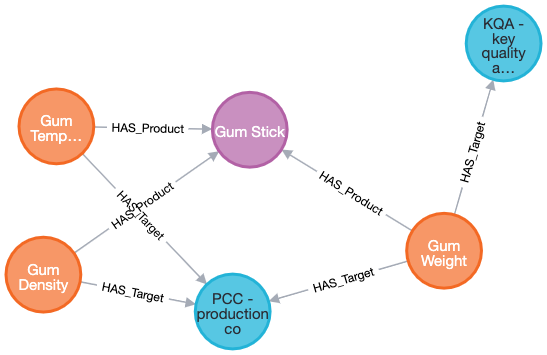 KQA -
key
quality
a...
Gum
Temp...
HAS_Product
Gum Stick
HAS_Target
HAS_Product
HAS_Target
HAS_Product
HAS_Target
Gum
Weight
Gum
Density
HAS_Target
HAS_Target
PCC -
production
co